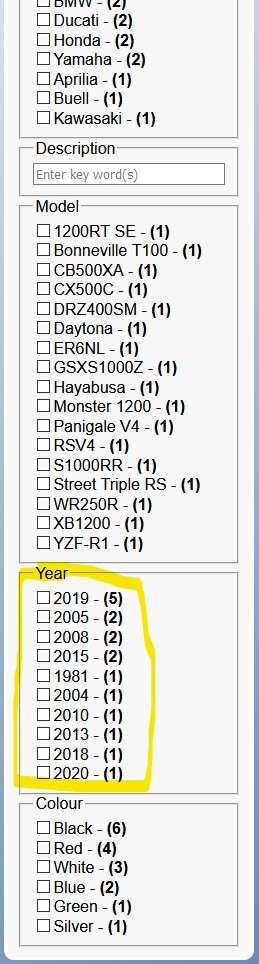 BMW - (2)
Ducati - (2)
Honda - (2)
Yamaha - (2)
Aprilia - (1)
Buell - (1)
Kawasaki - (1)
Description
Enter key word(s)
Model
1200RT SE - (1)
Bonneville T100 - (1)
CB500XA - (1)
CX500C - (1)
DRZ400SM - (1)
Daytona - (1)
ER6NL - (1)
GSXS1000Z - (1)
Hayabusa - (1)
Monster 1200 - (1)
Panigale V4 - (1)
RSV4 - (1)
S1000RR - (1)
Street Triple RS - (1)
WR250R - (1)
XB1200 - (1)
YZF-R1 - (1)
Year
2019 - (5)
2005 - (2)
2008 - (2)
2015 - (2)
1981 - (1)
2004 - (1)
2010 - (1)
2013 - (1)
2018 - (1)
2020 - (1)
Colour
Black - (6)
Red - (4)
White - (3)
Blue - (2)
Green - (1)
Silver - (1)